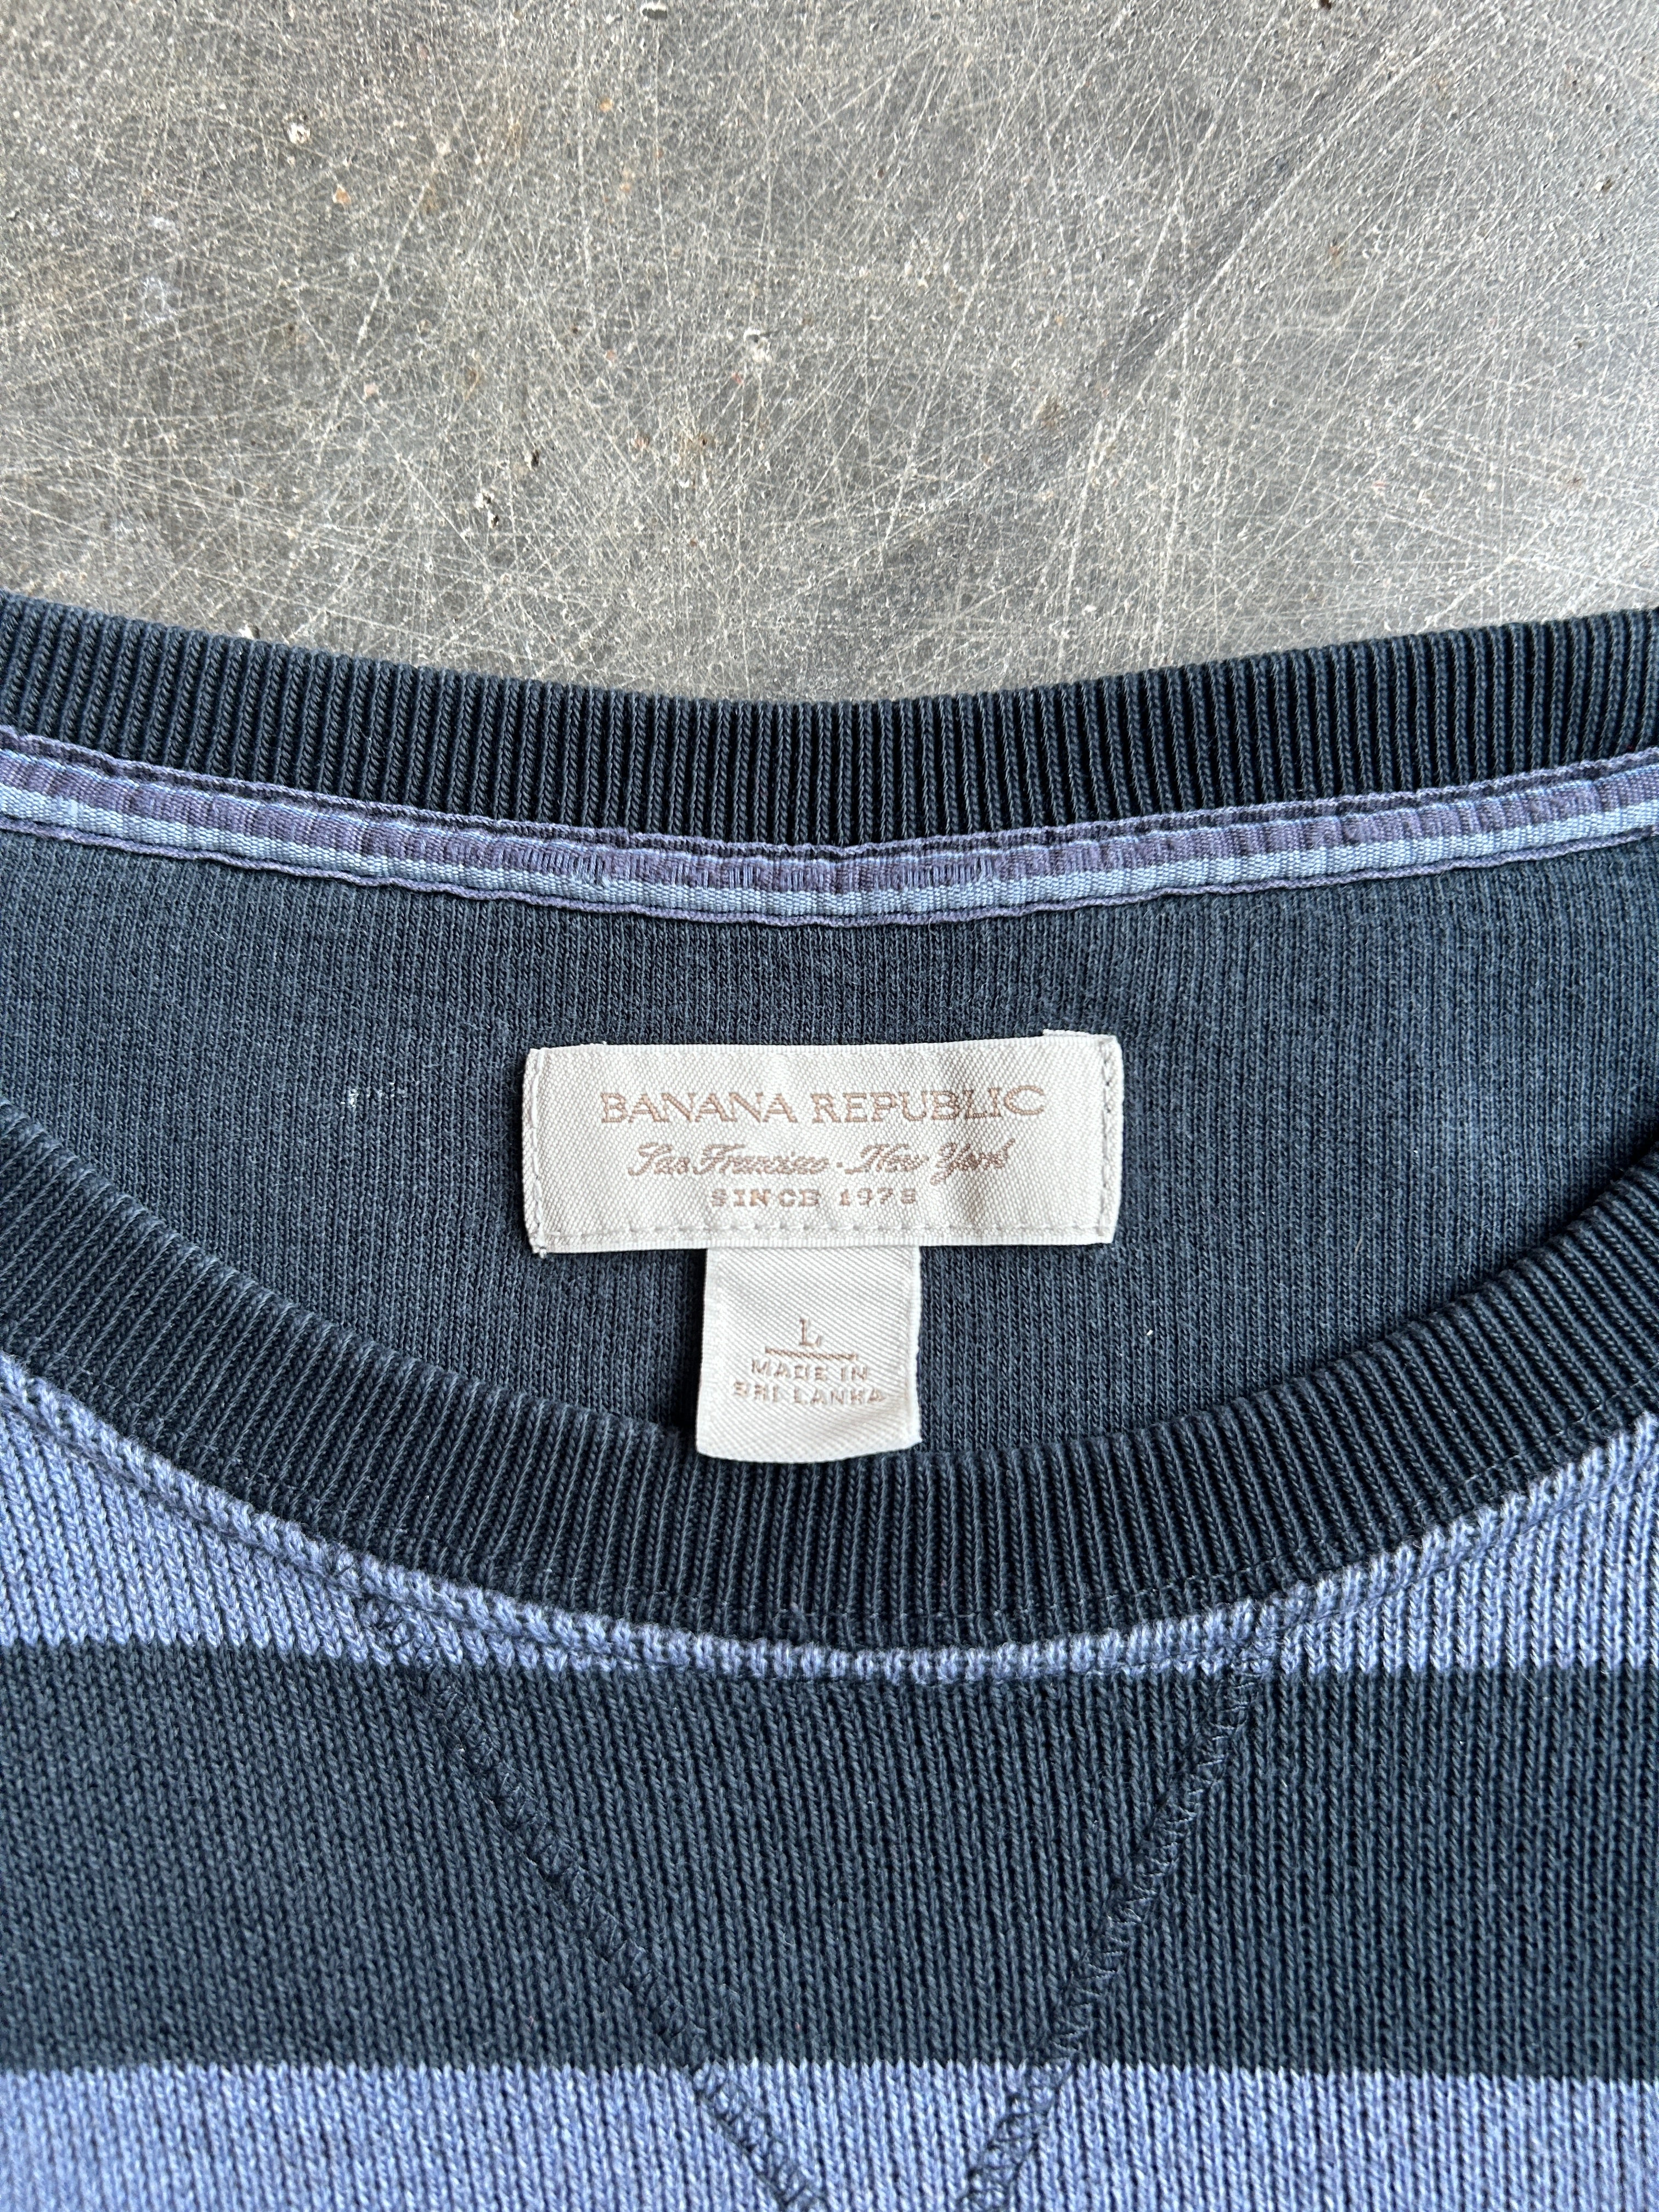 BANANA REPUBLIC
San Francisco · New York
SINCE 1978
L
MADE IN
SRI LANKA